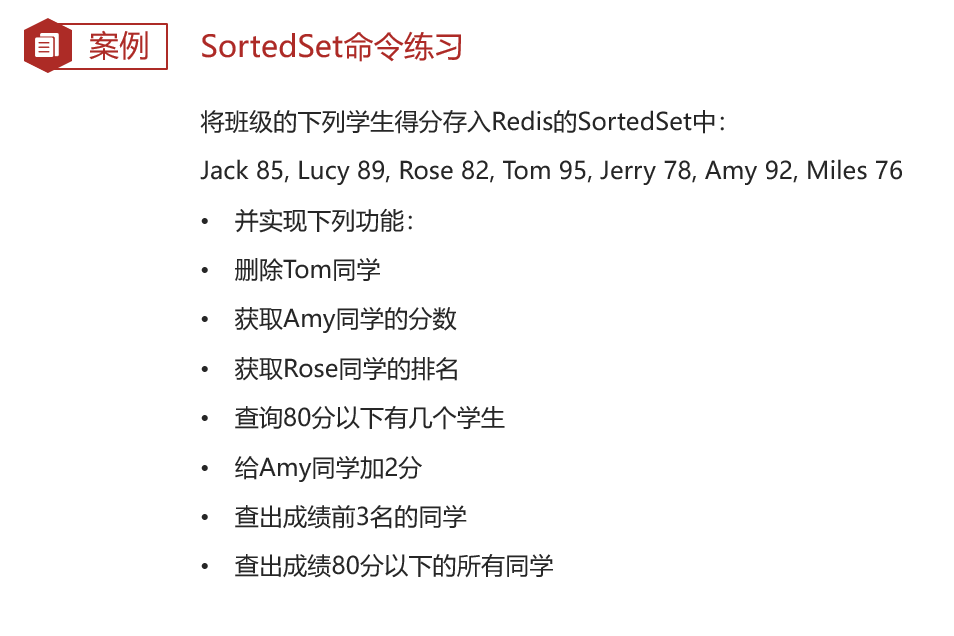 案例
SortedSet命令练习
将班级的下列学生得分存入Redis的SortedSet中：
Jack 85, Lucy 89, Rose 82, Tom 95, Jerry 78, Amy 92, Miles 76
• 并实现下列功能：
• 删除Tom同学
• 获取Amy同学的分数
• 获取Rose同学的排名
• 查询80分以下有几个学生
• 给Amy同学加2分
• 查出成绩前3名的同学
• 查出成绩80分以下的所有同学